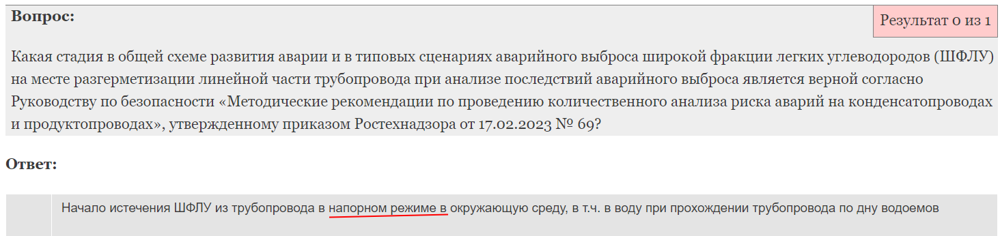 Вопрос:
Результат 0 из 1
Какая стадия в общей схеме развития аварии и в типовых сценариях аварийного выброса широкой фракции легких углеводородов (ШФЛУ)
на месте разгерметизации линейной части трубопровода при анализе последствий аварийного выброса является верной согласно
Руководству по безопасности «Методические рекомендации по проведению количественного анализа риска аварий на конденсатопроводах
и продуктопроводах», утвержденному приказом Ростехнадзора от 17.02.2023 № 69?
Ответ:
Начало истечения ШФЛУ из трубопровода в напорном режиме в окружающую среду, в т.ч. в воду при прохождении трубопровода по дну водоемов